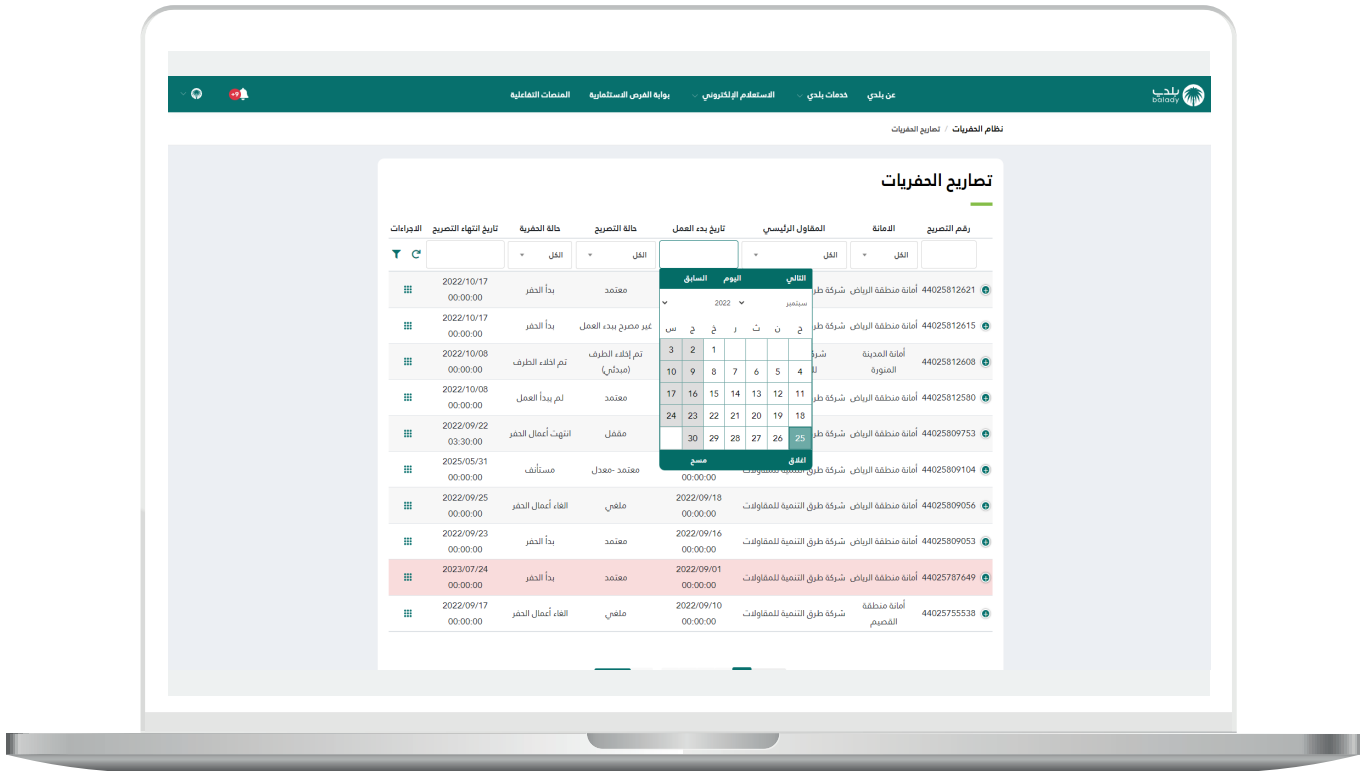 بلدي
balady
عن بلدي
خدمات بلدي
الاستعلام الإلكتروني
بوابة الفرص الاستثمارية
المنصات التفاعلية
+9
نظام الحفريات / تصاريح الحفريات
تصاريح الحفريات
رقم التصريح الامانة المقاول الرئيسي تاريخ بدء العمل حالة التصريح حالة الحفرية تاريخ انتهاء التصريح الاجراءات
الكل الكل الكل الكل
التالي اليوم السابق
سبتمبر 2022
ح ن ث ر خ ج س
1 2 3
4 5 6 7 8 9 10
11 12 13 14 15 16 17
18 19 20 21 22 23 24
25 26 27 28 29 30
اغلاق مسح
44025812621 أمانة منطقة الرياض شركة طر معتمد بدأ الحفر 2022/10/17
00:00:00
44025812615 أمانة منطقة الرياض شركة طر غير مصرح ببدء العمل بدأ الحفر 2022/10/17
00:00:00
44025812608 أمانة المدينة تم إخلاء الطرف تم اخلاء الطرف 2022/10/08
المنورة (مبدئي) 00:00:00
44025812580 أمانة منطقة الرياض شركة طر معتمد لم يبدأ العمل 2022/10/08
00:00:00
44025809753 أمانة منطقة الرياض شركة طر مقفل انتهت أعمال الحفر 2022/09/22
03:30:00
44025809104 أمانة منطقة الرياض شركة طرق التنمية للمقاولات معتمد -معدل مستأنف 2025/05/31
00:00:00 00:00:00
44025809056 أمانة منطقة الرياض شركة طرق التنمية للمقاولات 2022/09/18 ملغي الغاء أعمال الحفر 2022/09/25
00:00:00 00:00:00
44025809053 أمانة منطقة الرياض شركة طرق التنمية للمقاولات 2022/09/16 معتمد بدأ الحفر 2022/09/23
00:00:00 00:00:00
44025787649 أمانة منطقة الرياض شركة طرق التنمية للمقاولات 2022/09/01 معتمد بدأ الحفر 2023/07/24
00:00:00 00:00:00
44025755538 أمانة منطقة شركة طرق التنمية للمقاولات 2022/09/10 ملغي الغاء أعمال الحفر 2022/09/17
القصيم 00:00:00 00:00:00